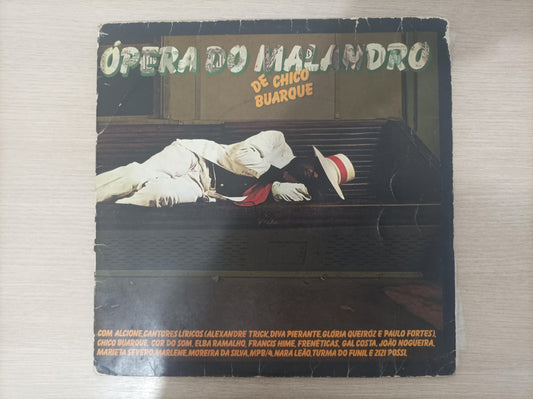 ÓPERA DO MALANDRO
DE CHICO
BUARQUE
COM ALCIONE, CANTORES LÍRICOS (ALEXANDRE TRICK, DIVA PIERANTE, GLÓRIA QUEIRÓZ E PAULO FORTES),
CHICO BUARQUE, COR DO SOM, ELBA RAMALHO, FRANCIS HIME, FRENÉTICAS, GAL COSTA, JOÃO NOGUEIRA,
MARIETA SEVERO, MARLENE, MOREIRA DA SILVA, MPB/4, NARA LEÃO, TURMA DO FUNIL E ZIZI POSSI.